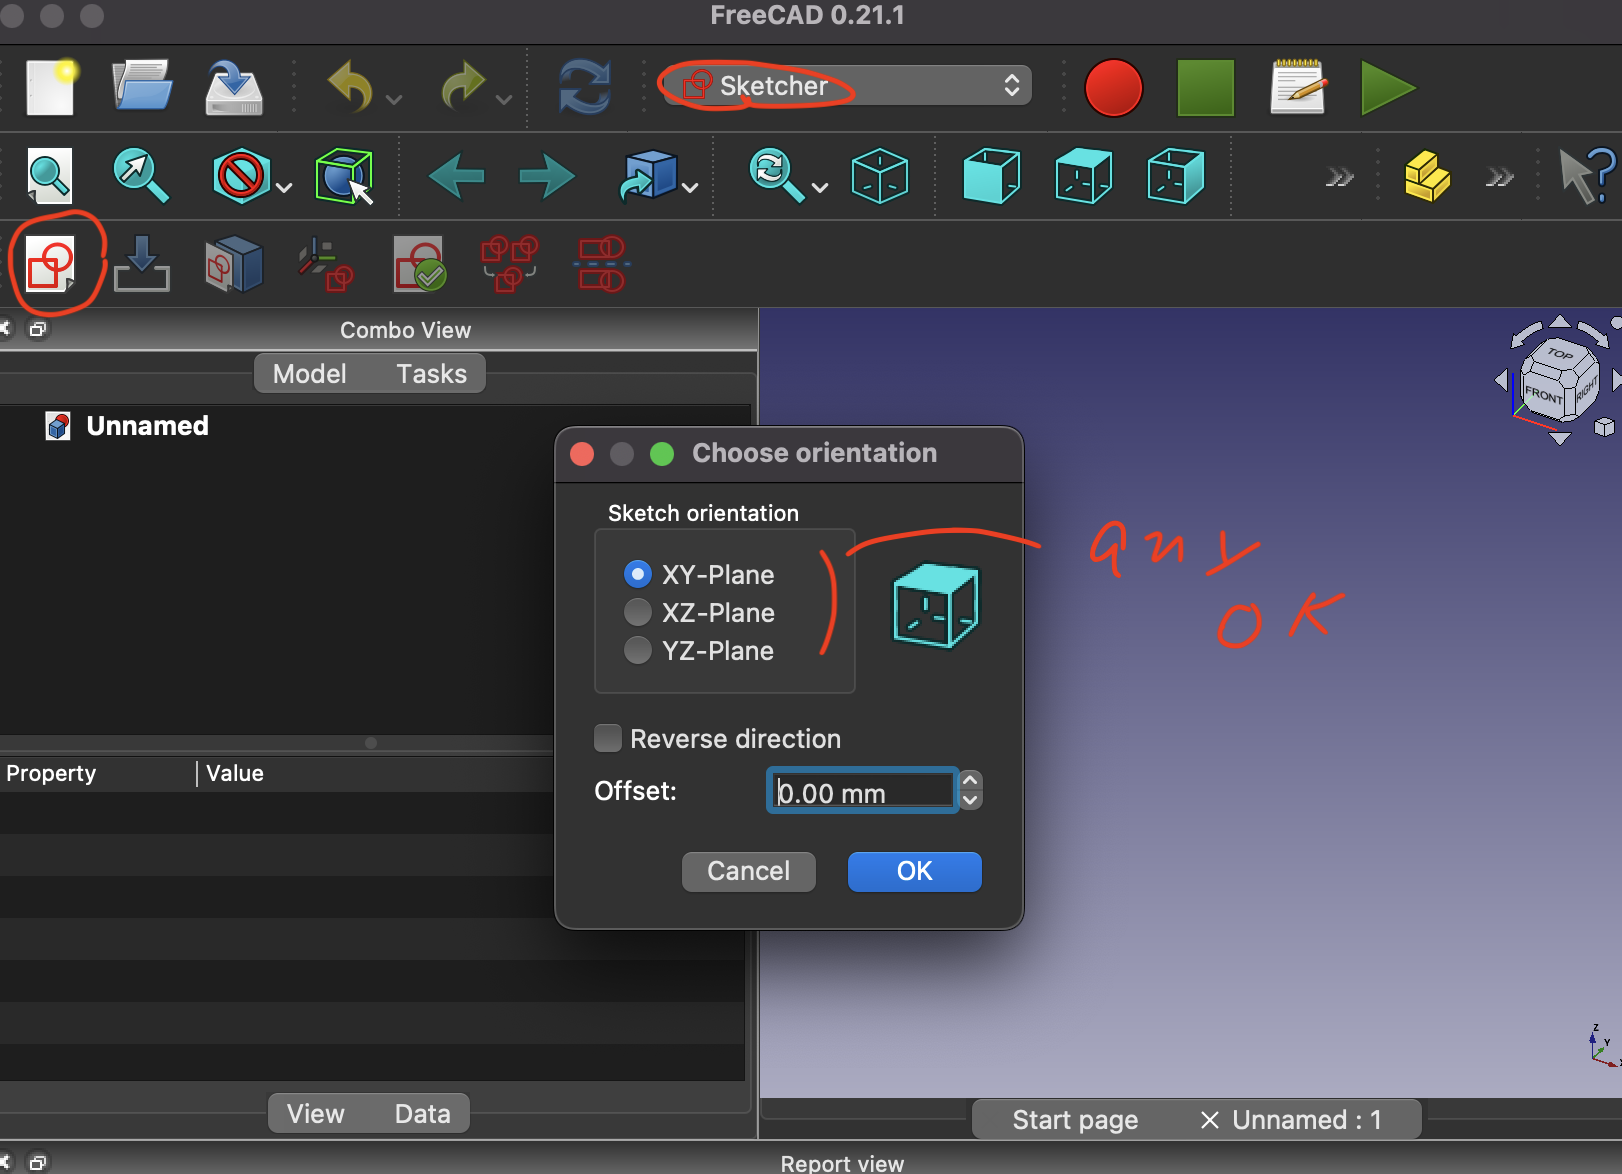 FreeCAD 0.21.1
Sketcher
Combo View
Model Tasks
Unnamed
TOP
FRONT
RIGHT
Choose orientation
Sketch orientation
XY-Plane
XZ-Plane
YZ-Plane
any
OK
Reverse direction
Offset: 0.00 mm
Cancel OK
Property Value
Z
Y
X
View Data
Start page Unnamed : 1
Report view